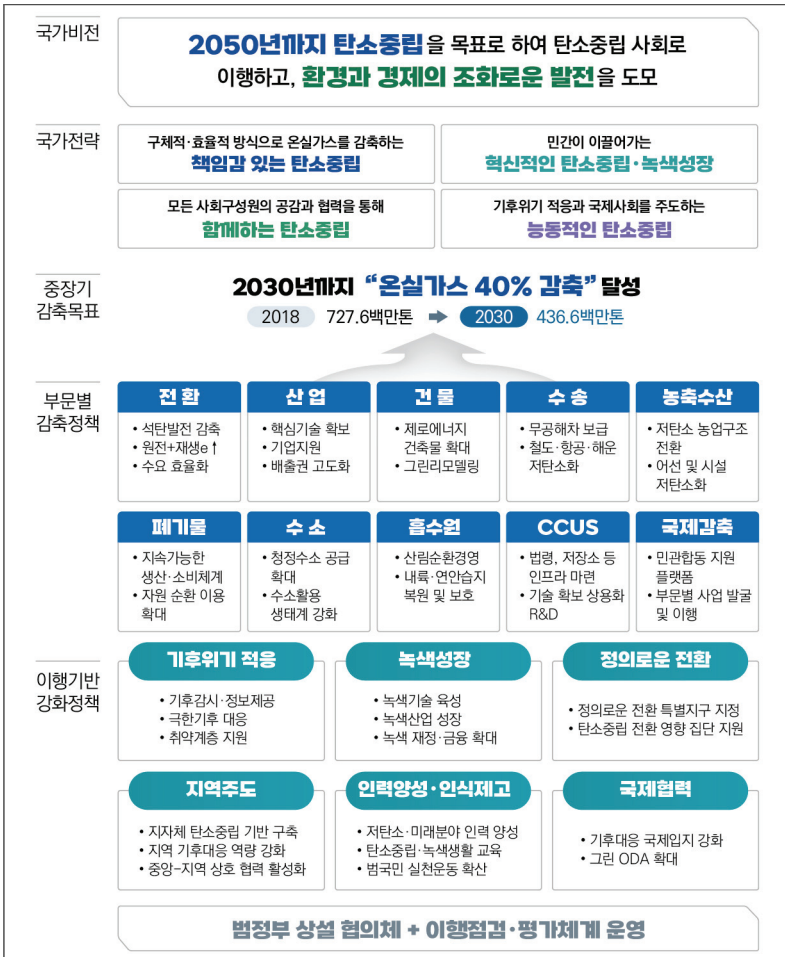 국가비전
2050년까지 탄소중립을 목표로 하여 탄소중립 사회로
이행하고, 환경과 경제의 조화로운 발전을 도모
국가전략
구체적·효율적 방식으로 온실가스를 감축하는
책임감 있는 탄소중립
민간이 이끌어가는
혁신적인 탄소중립·녹색성장
모든 사회구성원의 공감과 협력을 통해
함께하는 탄소중립
기후위기 적응과 국제사회를 주도하는
능동적인 탄소중립
중장기
감축목표
2030년까지 “온실가스 40% 감축” 달성
2018 727.6백만톤 ➡ 2030 436.6백만톤
부문별
감축정책
전환
• 석탄발전 감축
• 원전+재생e↑
• 수요 효율화
산업
• 핵심기술 확보
• 기업지원
• 배출권 고도화
건물
• 제로에너지
건축물 확대
• 그린리모델링
수송
• 무공해차 보급
• 철도·항공·해운
저탄소화
농축수산
• 저탄소 농업구조
전환
• 어선 및 시설
저탄소화
폐기물
• 지속가능한
생산·소비체계
• 자원 순환 이용
확대
수소
• 청정수소 공급
확대
• 수소활용
생태계 강화
흡수원
• 산림순환경영
• 내륙·연안습지
복원 및 보호
CCUS
• 법령, 저장소 등
인프라 마련
• 기술 확보 상용화
R&D
국제감축
• 민관합동 지원
플랫폼
• 부문별 사업 발굴
및 이행
이행기반
강화정책
기후위기 적응
• 기후감시·정보제공
• 극한기후 대응
• 취약계층 지원
녹색성장
• 녹색기술 육성
• 녹색산업 성장
• 녹색 재정·금융 확대
정의로운 전환
• 정의로운 전환 특별지구 지정
• 탄소중립 전환 영향 집단 지원
지역주도
• 지자체 탄소중립 기반 구축
• 지역 기후대응 역량 강화
• 중앙-지역 상호 협력 활성화
인력양성·인식제고
• 저탄소·미래분야 인력 양성
• 탄소중립·녹색생활 교육
• 범국민 실천운동 확산
국제협력
• 기후대응 국제입지 강화
• 그린 ODA 확대
범정부 상설 협의체 + 이행점검·평가체계 운영